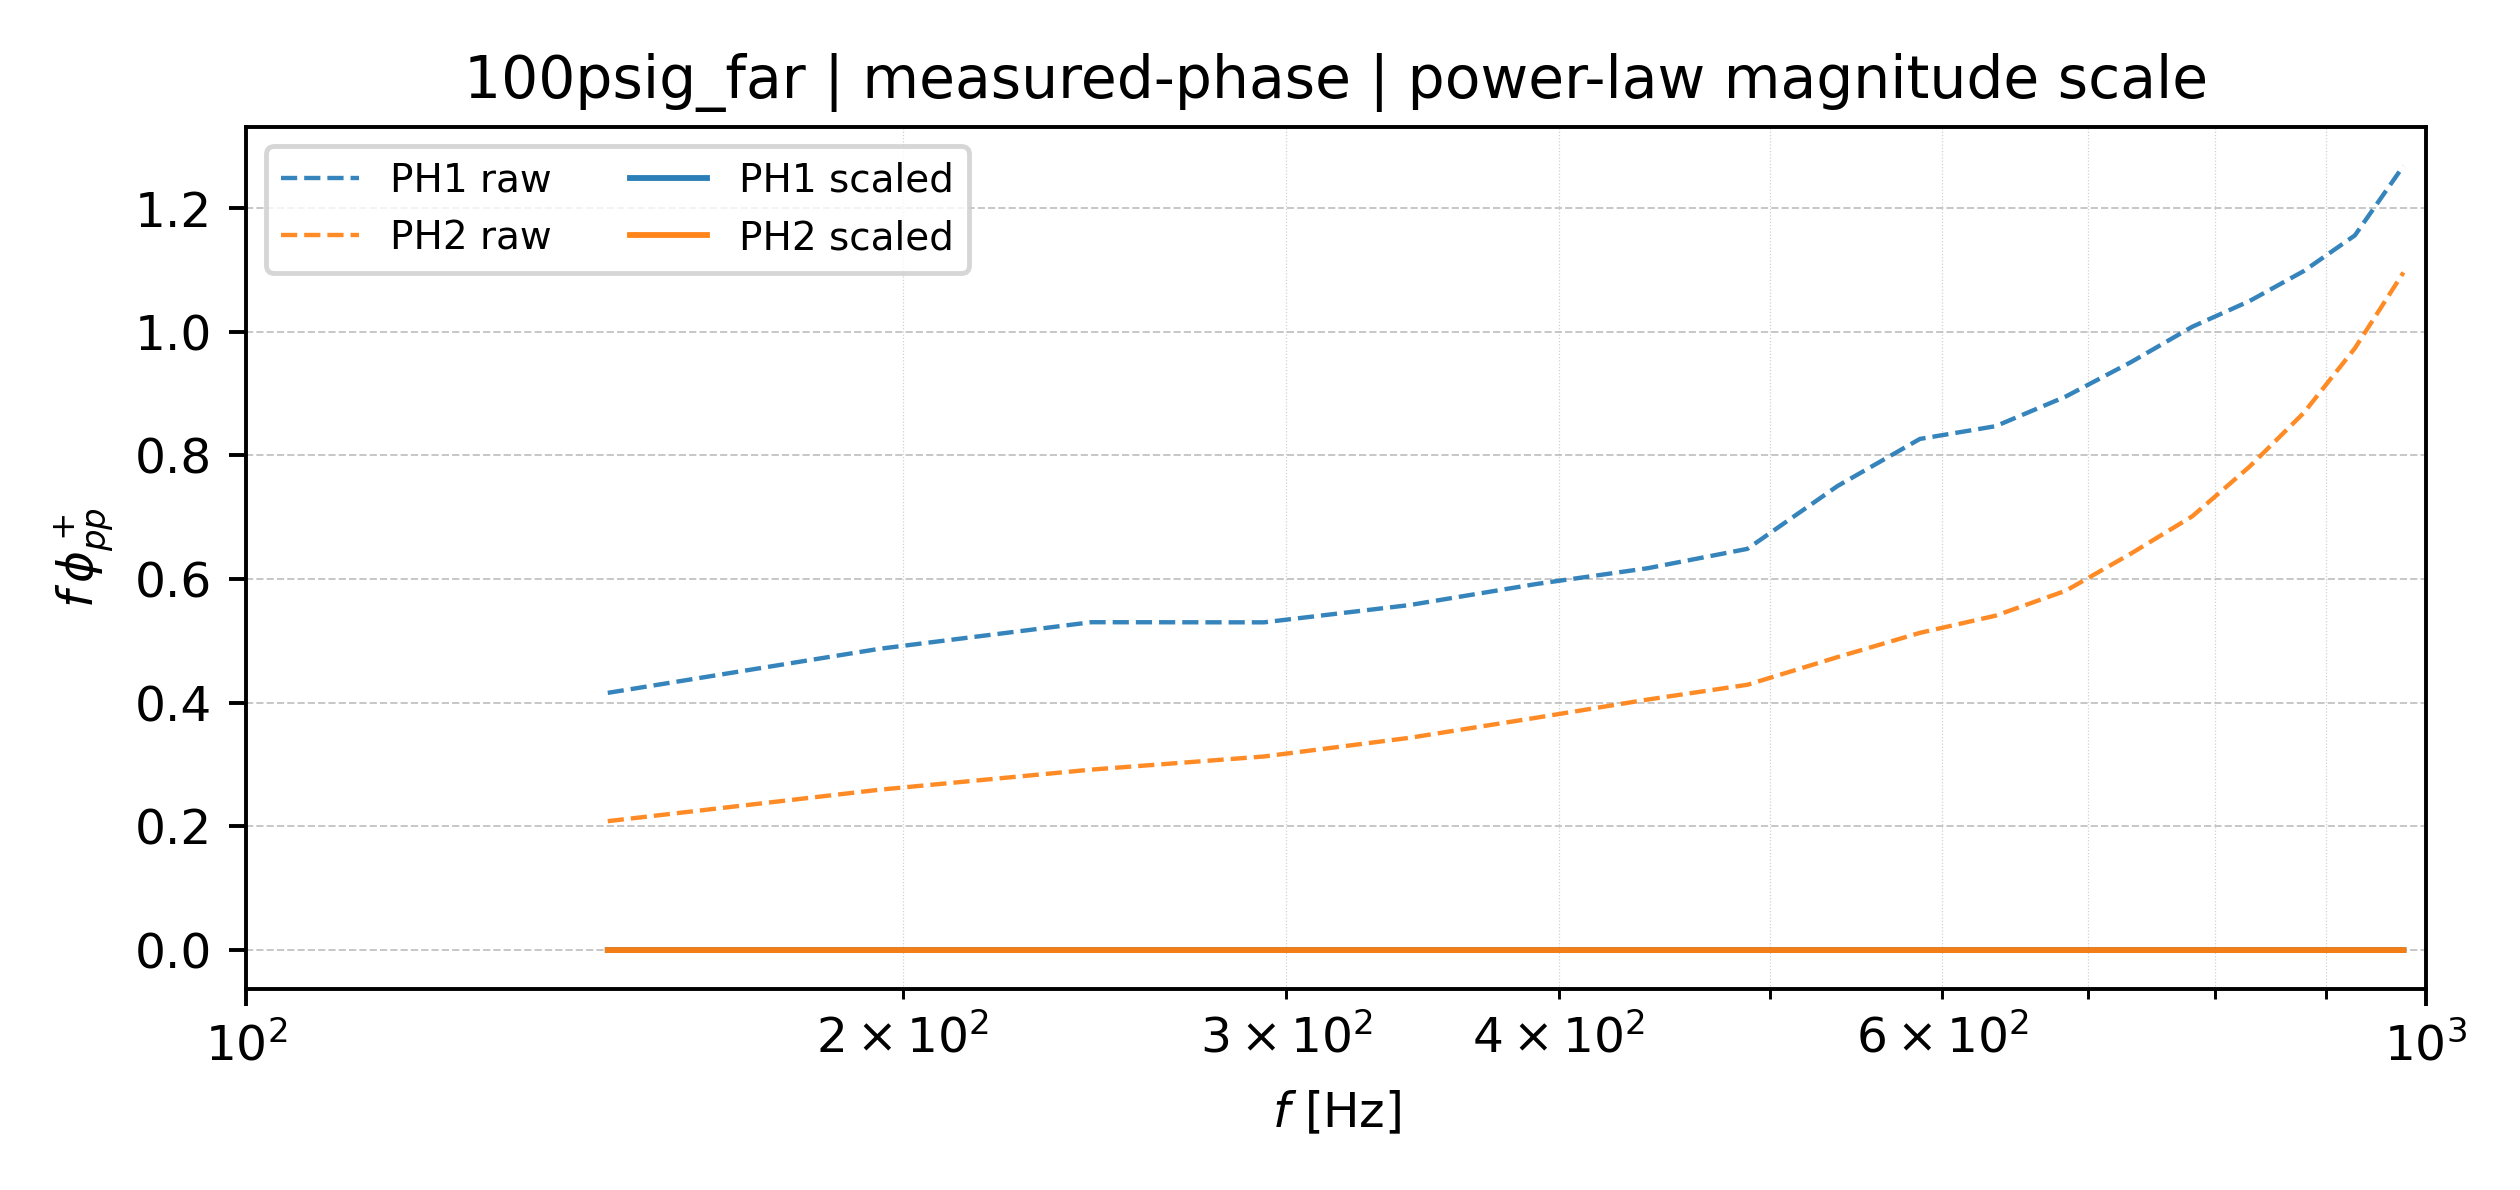 100psig_far | measured-phase | power-law magnitude scale
PH1 raw
PH2 raw
PH1 scaled
PH2 scaled
1.2
1.0
0.8
0.6
0.4
0.2
0.0
f ϕ⁺pp
10²
2 × 10²
3 × 10²
4 × 10²
6 × 10²
10³
f [Hz]